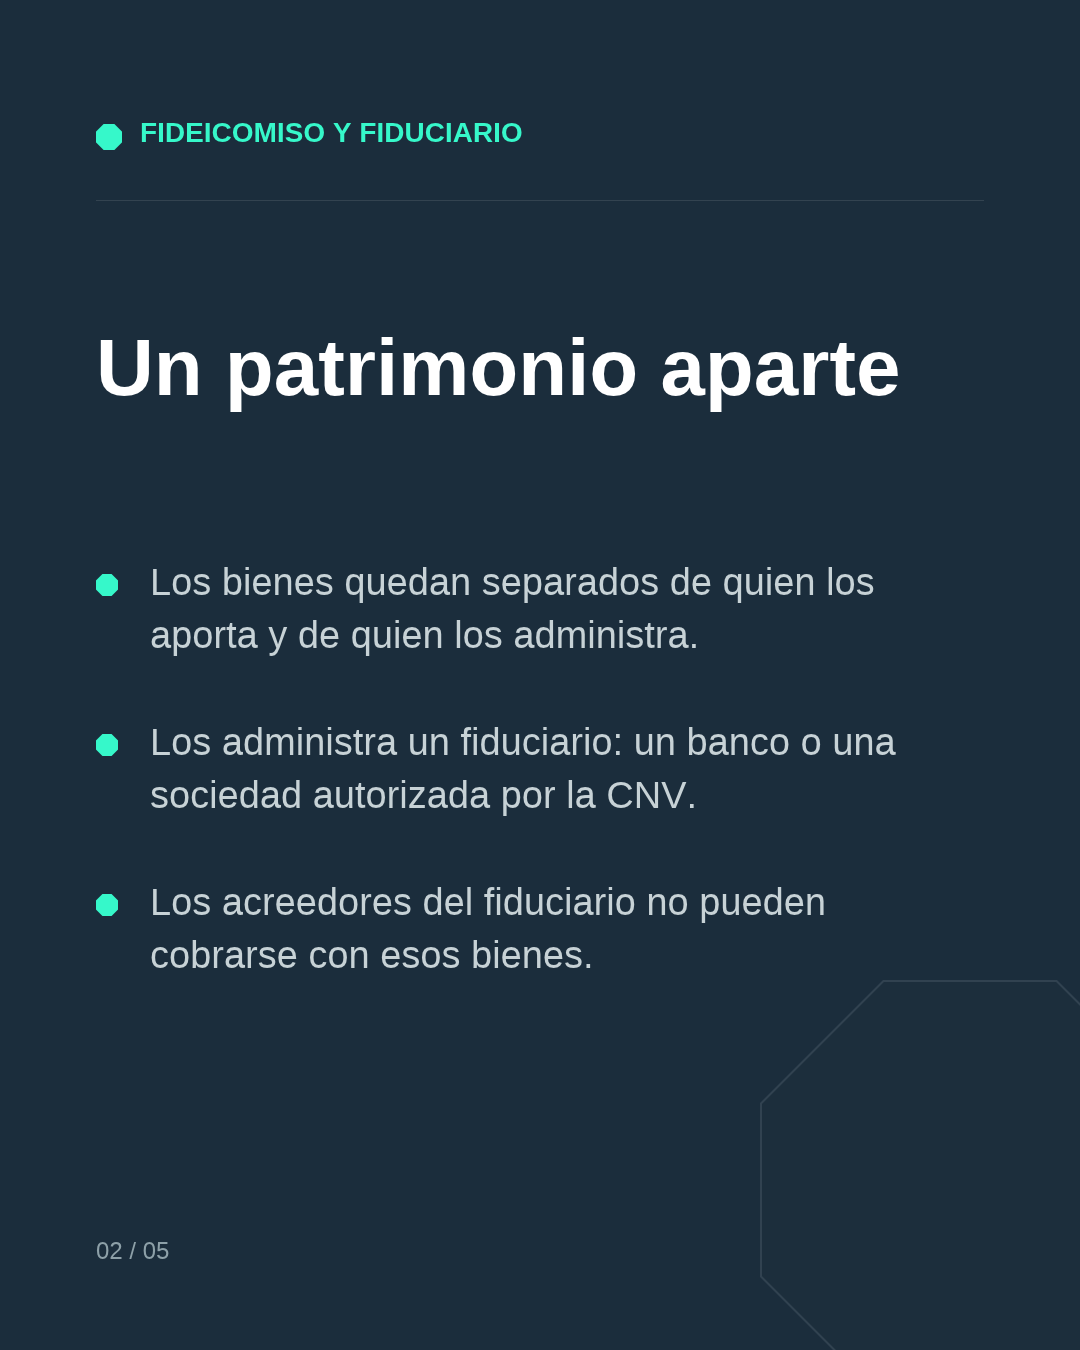 FIDEICOMISO Y FIDUCIARIO
Un patrimonio aparte
Los bienes quedan separados de quien los
aporta y de quien los administra.
Los administra un fiduciario: un banco o una
sociedad autorizada por la CNV.
Los acreedores del fiduciario no pueden
cobrarse con esos bienes.
02 / 05